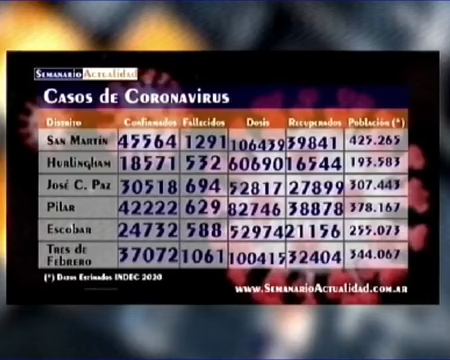 Semanario Actualidad
Casos de Coronavirus
Distrito Confirmados Fallecidos Dosis Recuperados Población (*)
San Martín 45564 1291 106439 39841 425.265
Hurlingham 18571 532 60690 16544 193.583
José C. Paz 30518 694 52817 27899 307.443
Pilar 42222 629 82746 38878 378.167
Escobar 24732 588 52974 21156 255.073
Tres de
Febrero 37072 1061 100415 32404 344.067
(*) Datos Estimados INDEC 2020
www.SemanarioActualidad.com.ar